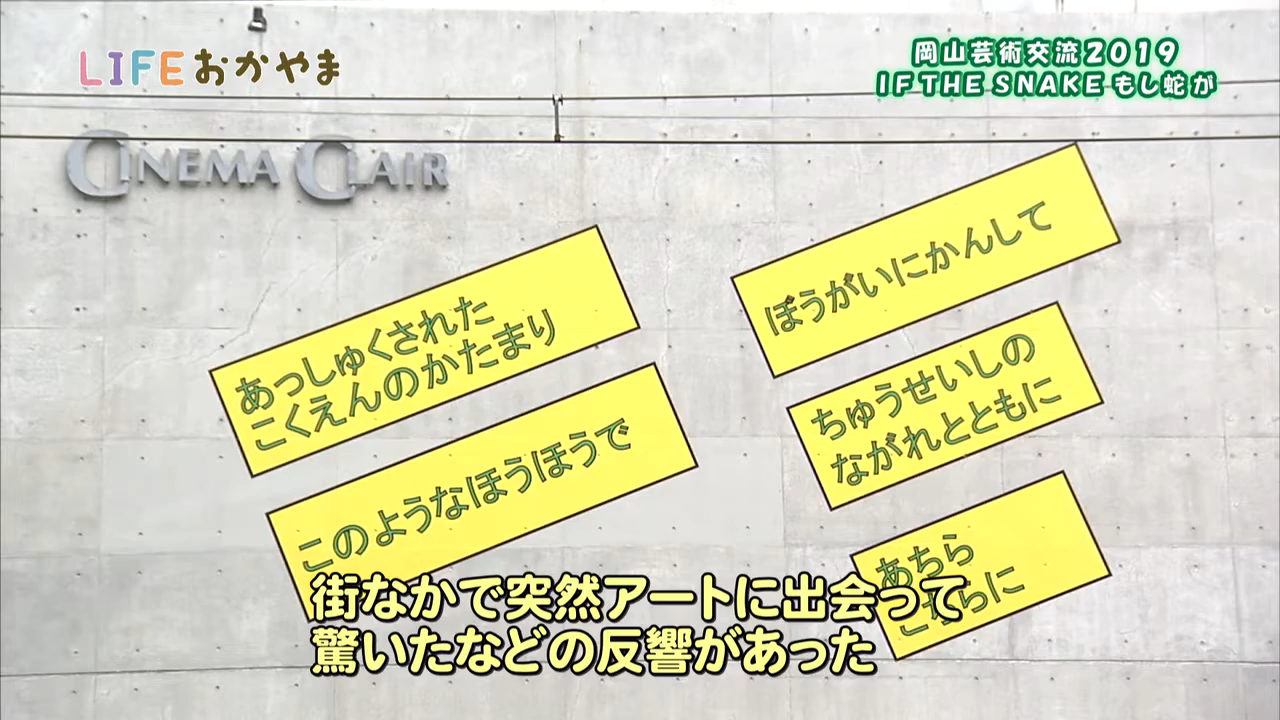 LIFEおかやま
岡山芸術交流2019
IF THE SNAKE もし蛇が
CINEMA CLAIR
あっしゅくされた
こくえんのかたまり
このようなほうほうで
ぼうがいにかんして
ちゅうせいしの
ながれとともに
あちら
こちらに
街なかで突然アートに出会って
驚いたなどの反響があった